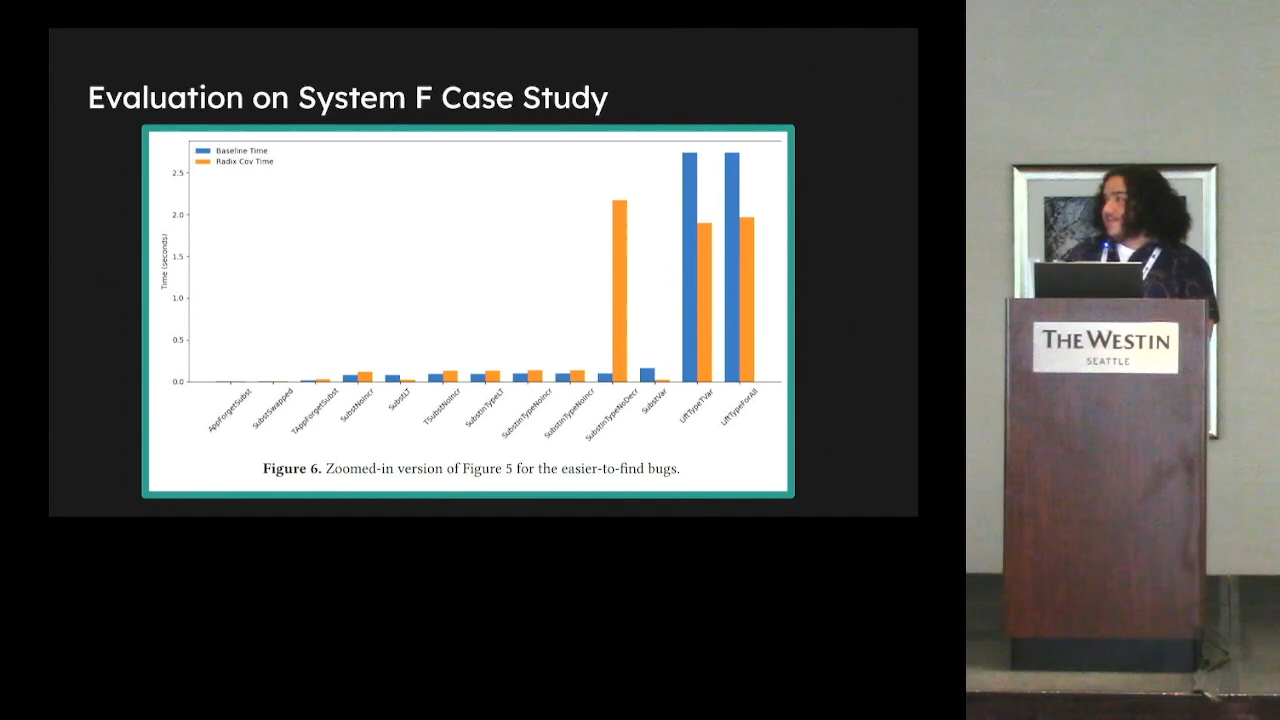 Evaluation on System F Case Study
Baseline Time
Radix Cov Time
Time (seconds)
2.5
2.0
1.5
1.0
0.5
0.0
AppForgetSubst
SubstSwapped
TAppForgetSubst
SubstNoIncr
SubstLT
TSubstNoIncr
SubstInTypeLT
SubstInTypeNoIncr
SubstInTypeNoIncr
SubstInTypeNoDecr
SubstVar
LiftTypeTVar
LiftTypeForAll
Figure 6. Zoomed-in version of Figure 5 for the easier-to-find bugs.
THE WESTIN
SEATTLE